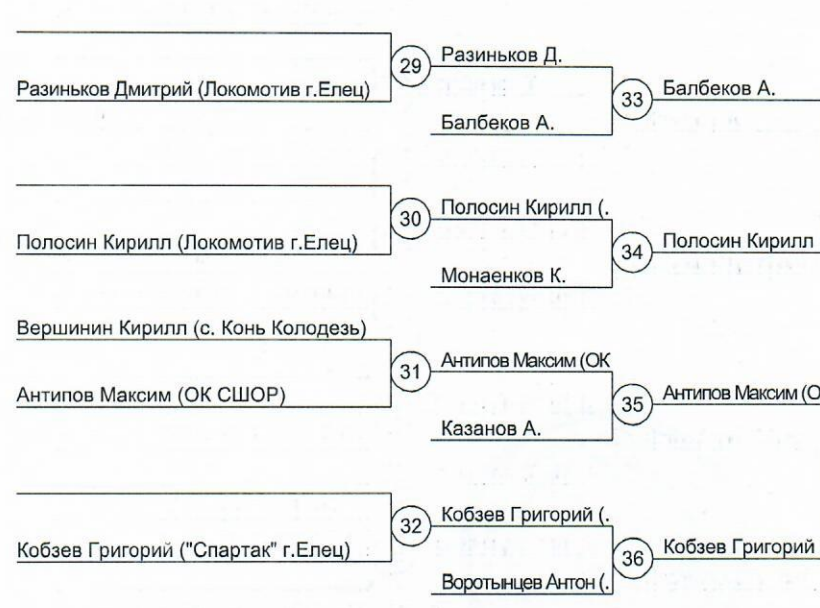 29
Разиньков Д.
Разиньков Дмитрий (Локомотив г.Елец)
33
Балбеков А.
Балбеков А.
30
Полосин Кирилл (.
Полосин Кирилл (Локомотив г.Елец)
34
Полосин Кирилл
Монаенков К.
Вершинин Кирилл (с. Конь Колодезь)
31
Антипов Максим (ОК
Антипов Максим (ОК СШОР)
35
Антипов Максим (О
Казанов А.
32
Кобзев Григорий (.
Кобзев Григорий ("Спартак" г.Елец)
36
Кобзев Григорий
Воротынцев Антон (.